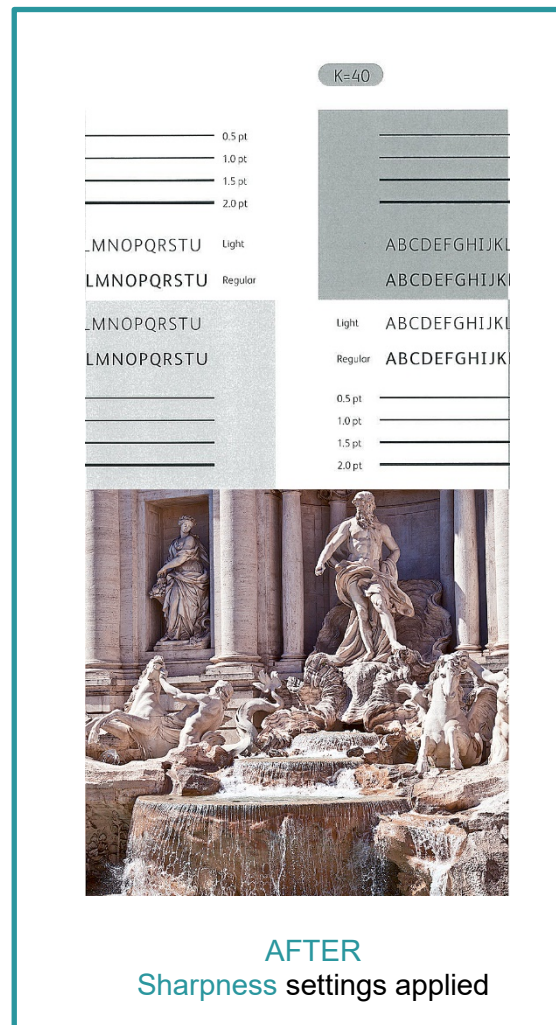 K=40
0.5 pt
1.0 pt
1.5 pt
2.0 pt
LMNOPQRSTU Light
LMNOPQRSTU Regular
LMNOPQRSTU
LMNOPQRSTU
ABCDEFGHIJKL
ABCDEFGHIJKL
Light ABCDEFGHIJKL
Regular ABCDEFGHIJKL
0.5 pt
1.0 pt
1.5 pt
2.0 pt
AFTER
Sharpness settings applied